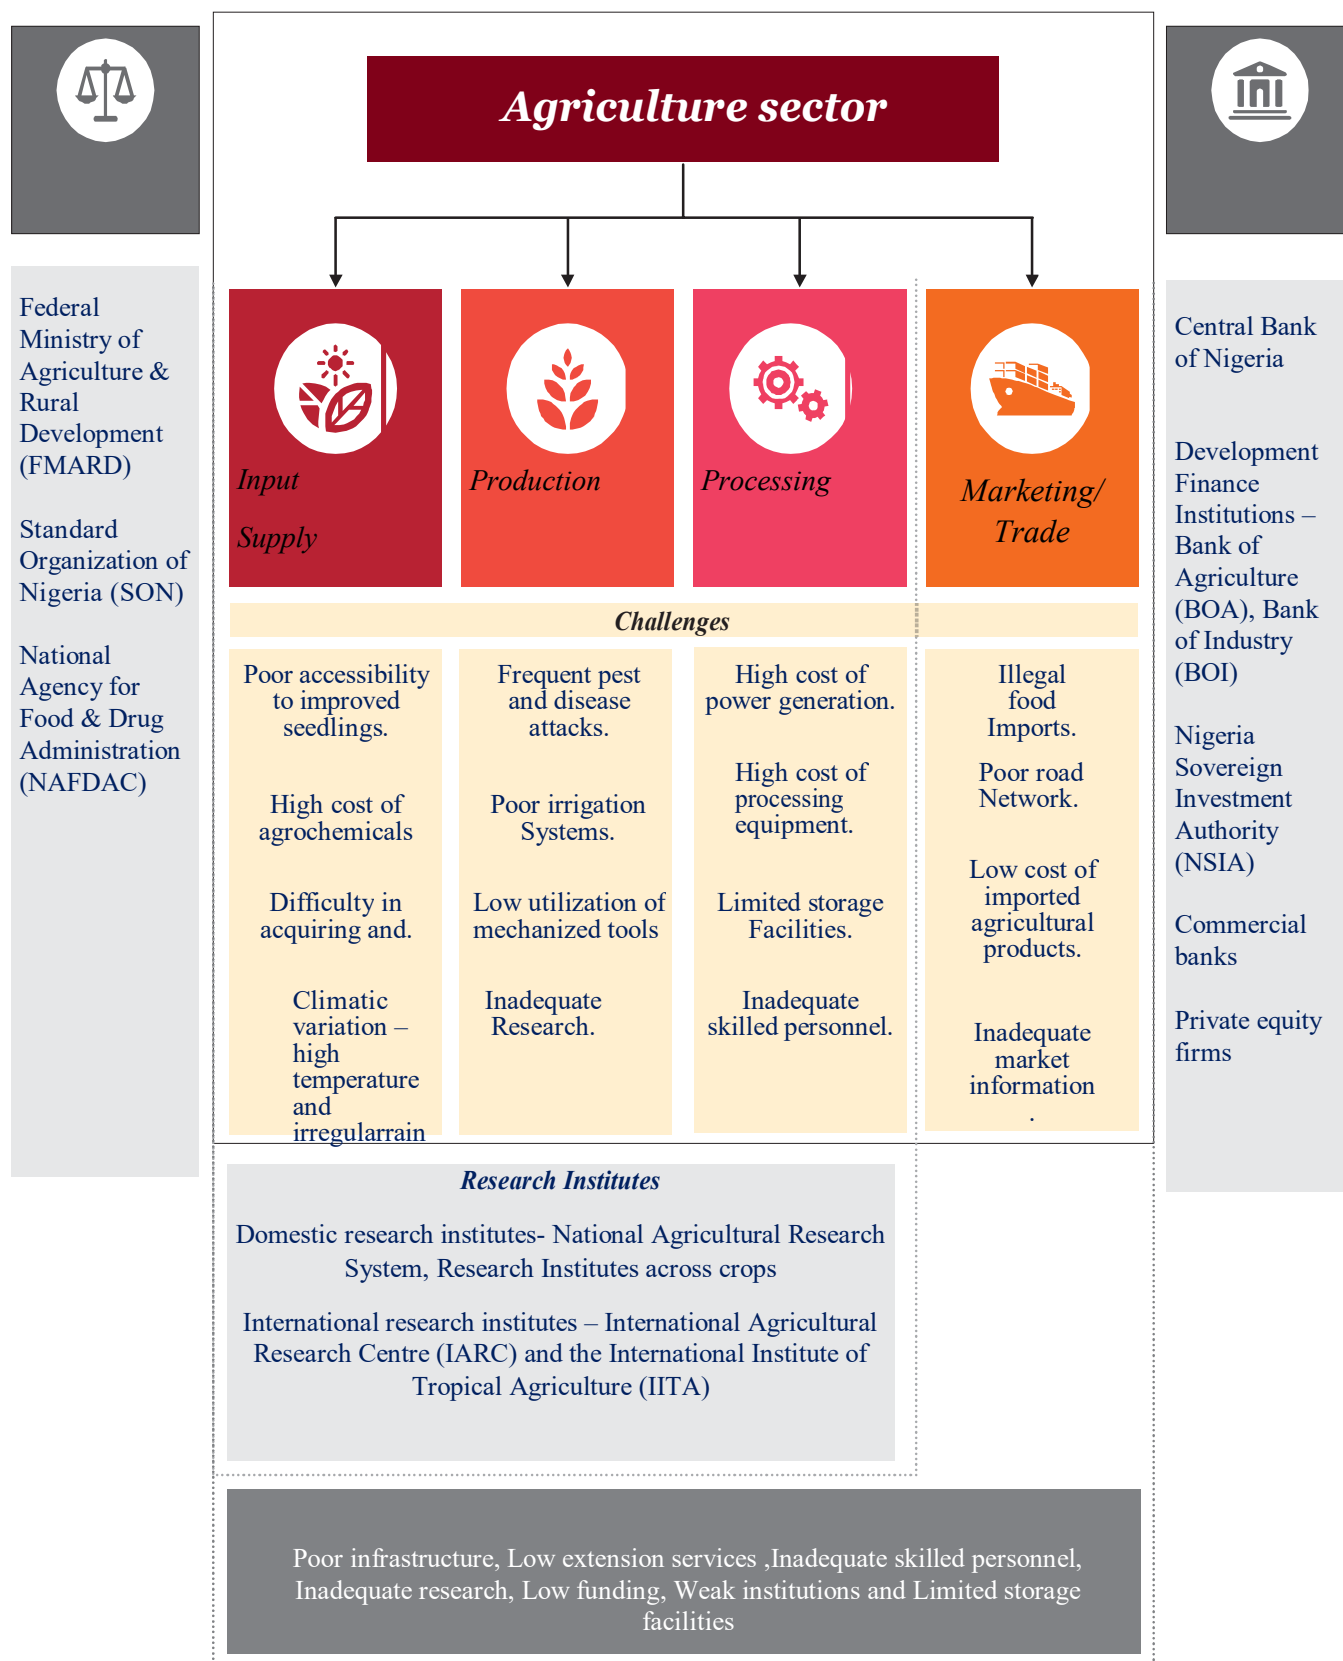 Agriculture sector
Federal
Ministry of
Agriculture &
Rural
Development
(FMARD)
Standard
Organization of
Nigeria (SON)
National
Agency for
Food & Drug
Administration
(NAFDAC)
Input
Supply
Production
Processing
Marketing/
Trade
Challenges
Poor accessibility
to improved
seedlings.
High cost of
agrochemicals
Difficulty in
acquiring and.
Climatic
variation –
high
temperature
and
irregularrain
Frequent pest
and disease
attacks.
Poor irrigation
Systems.
Low utilization of
mechanized tools
Inadequate
Research.
High cost of
power generation.
High cost of
processing
equipment.
Limited storage
Facilities.
Inadequate
skilled personnel.
Illegal
food
Imports.
Poor road
Network.
Low cost of
imported
agricultural
products.
Inadequate
market
information
.
Central Bank
of Nigeria
Development
Finance
Institutions –
Bank of
Agriculture
(BOA), Bank
of Industry
(BOI)
Nigeria
Sovereign
Investment
Authority
(NSIA)
Commercial
banks
Private equity
firms
Research Institutes
Domestic research institutes- National Agricultural Research
System, Research Institutes across crops
International research institutes – International Agricultural
Research Centre (IARC) and the International Institute of
Tropical Agriculture (IITA)
Poor infrastructure, Low extension services ,Inadequate skilled personnel,
Inadequate research, Low funding, Weak institutions and Limited storage
facilities